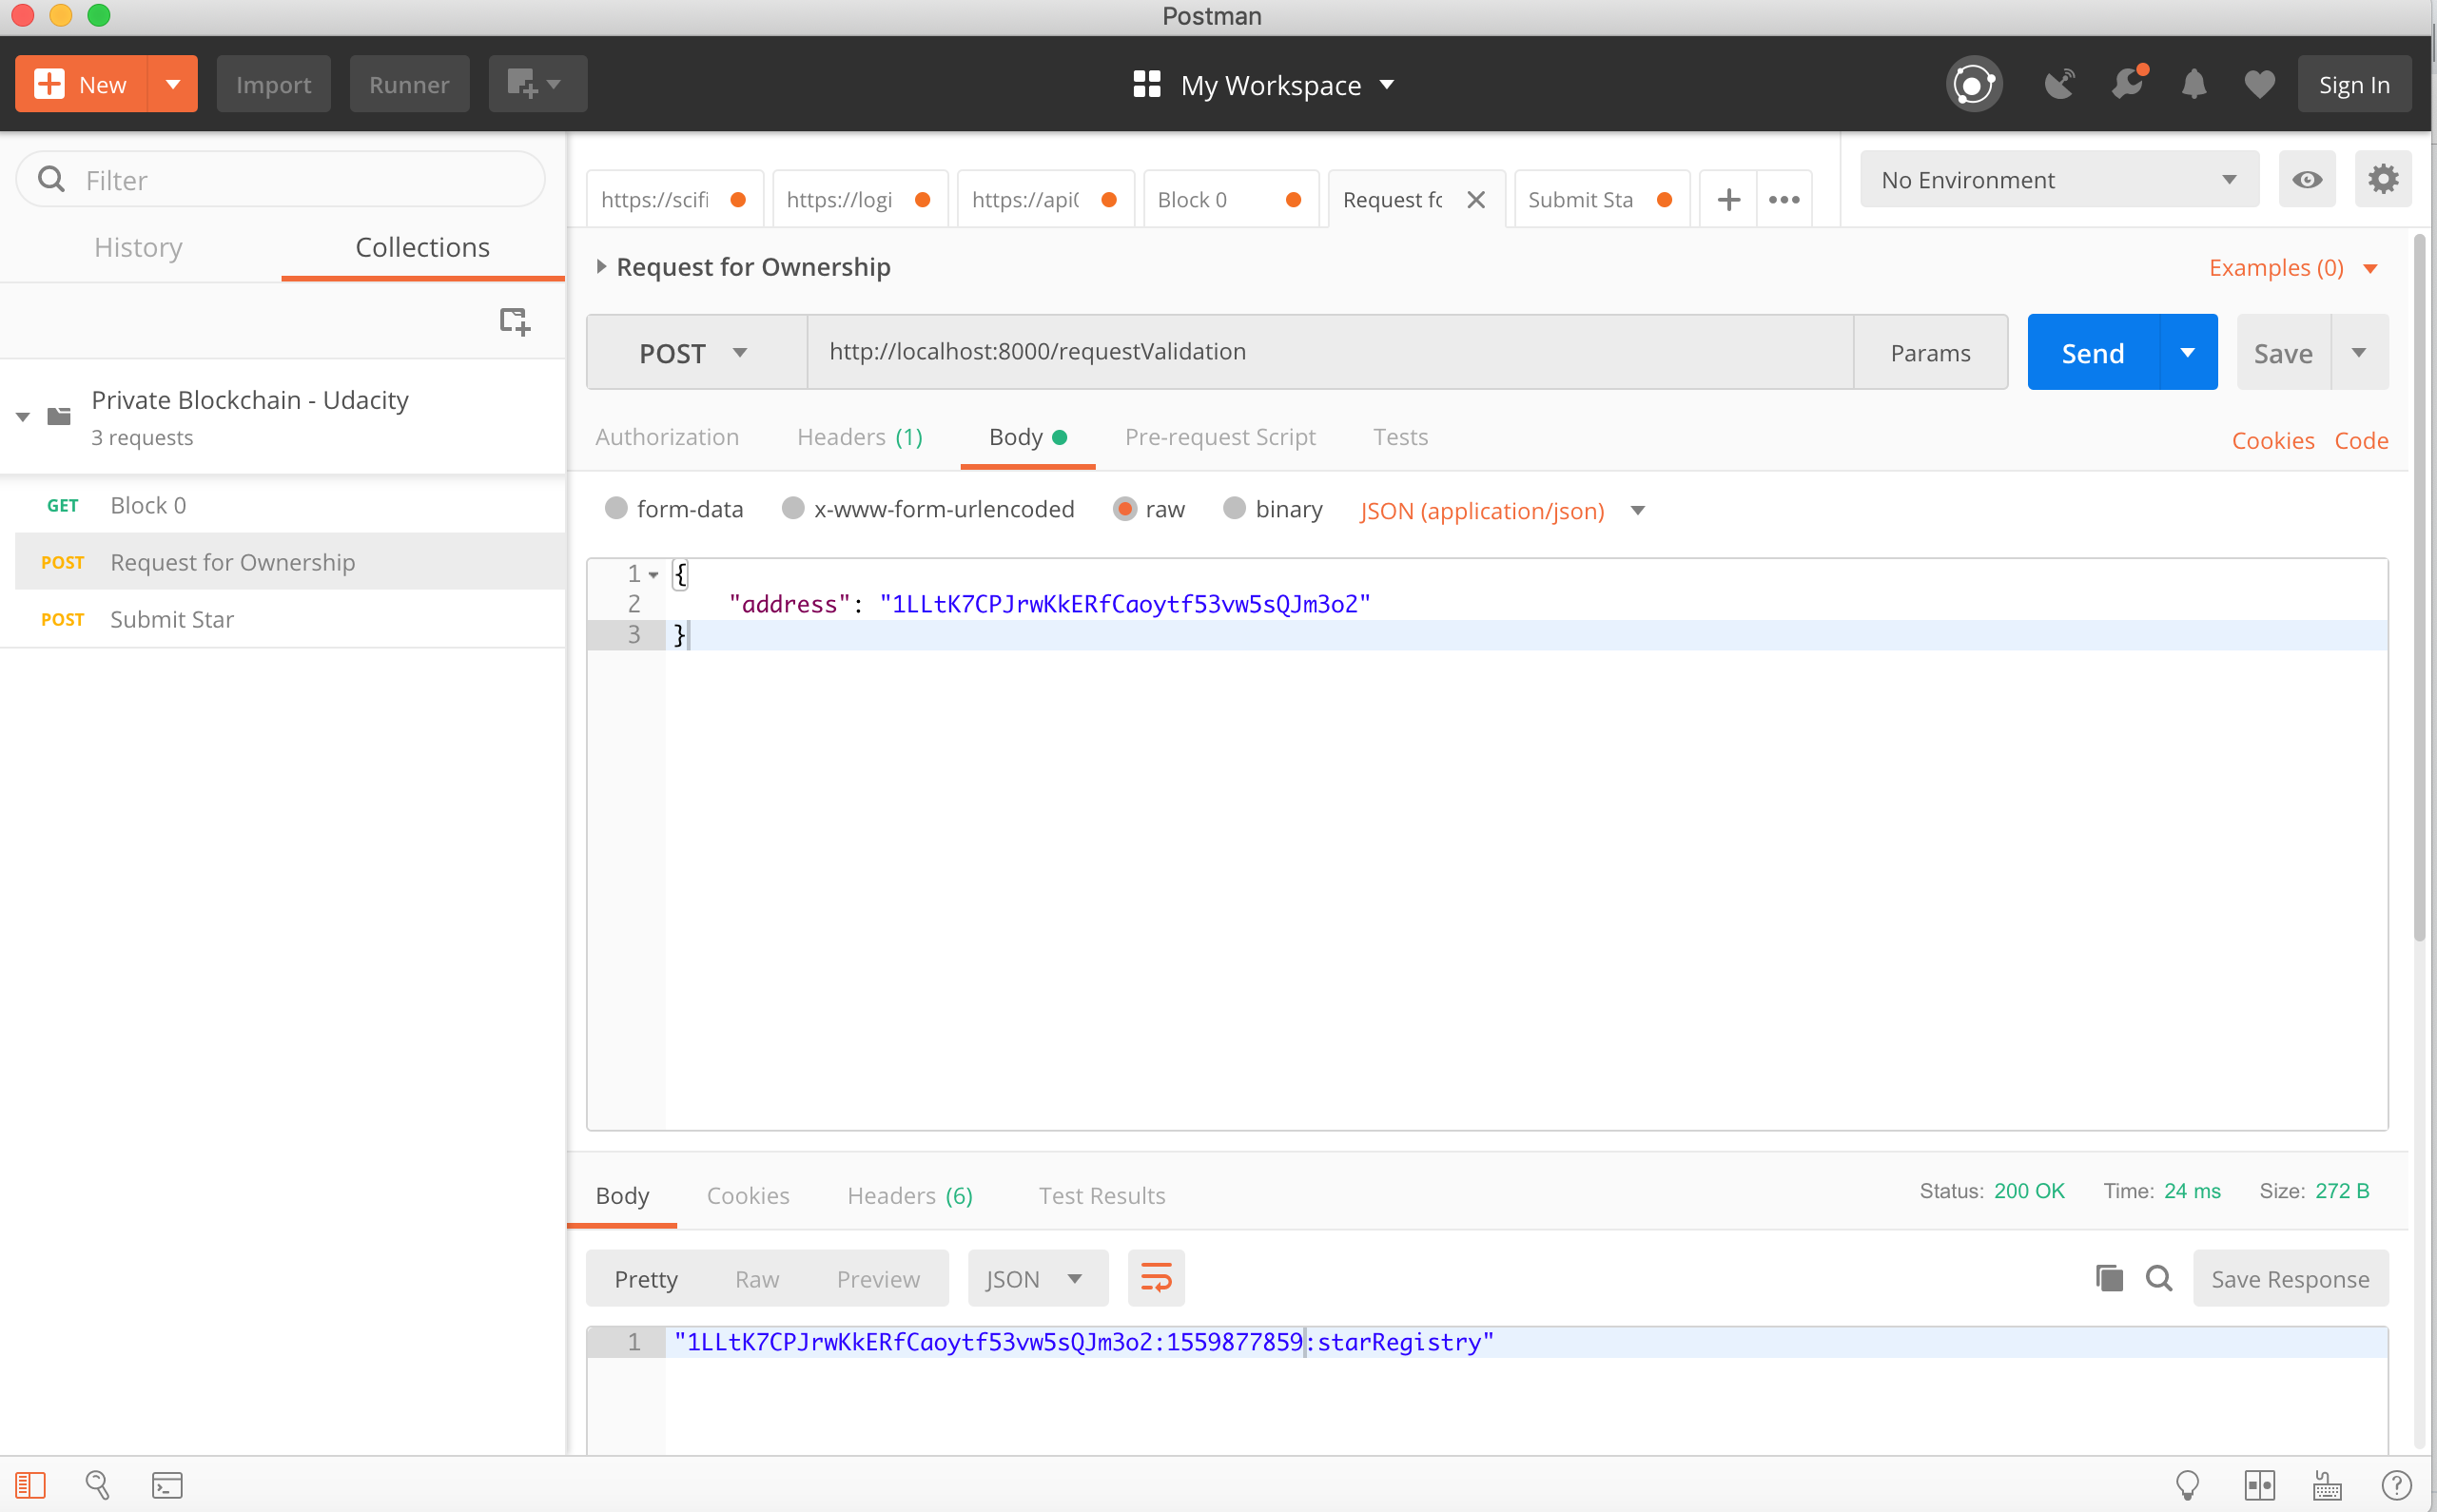 Postman
New
Import
Runner
My Workspace
Sign In
Filter
History
Collections
Private Blockchain - Udacity
3 requests
GET Block 0
POST Request for Ownership
POST Submit Star
https://scifi
https://logi
https://api0
Block 0
Request fo
Submit Sta
No Environment
Request for Ownership
Examples (0)
POST
http://localhost:8000/requestValidation
Params
Send
Save
Authorization
Headers (1)
Body
Pre-request Script
Tests
Cookies
Code
form-data
x-www-form-urlencoded
raw
binary
JSON (application/json)
1 {
2 "address": "1LLtK7CPJrwKkERfCaoytf53vw5sQJm3o2"
3 }
Body
Cookies
Headers (6)
Test Results
Status: 200 OK
Time: 24 ms
Size: 272 B
Pretty
Raw
Preview
JSON
Save Response
1 "1LLtK7CPJrwKkERfCaoytf53vw5sQJm3o2:1559877859:starRegistry"